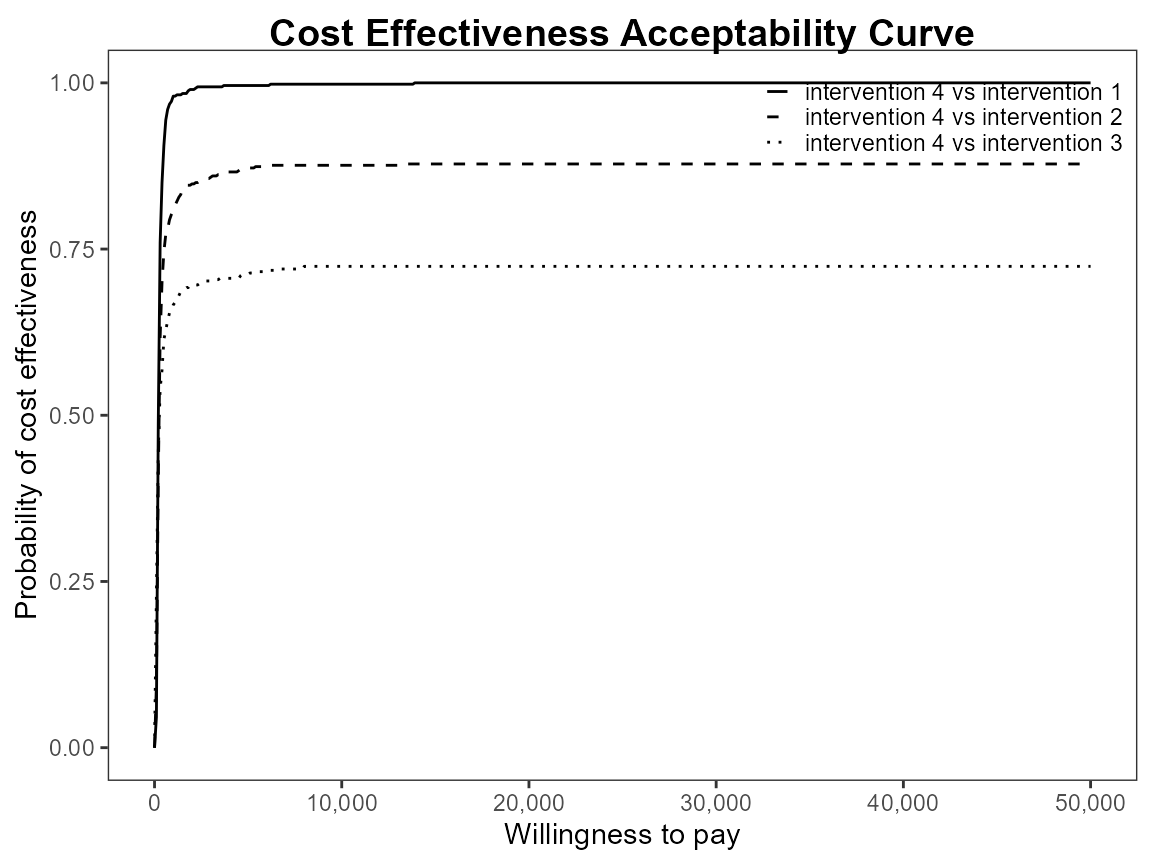 Cost Effectiveness Acceptability Curve
1.00
0.75
0.50
0.25
0.00
Probability of cost effectiveness
intervention 4 vs intervention 1
intervention 4 vs intervention 2
intervention 4 vs intervention 3
0
10,000
20,000
30,000
40,000
50,000
Willingness to pay